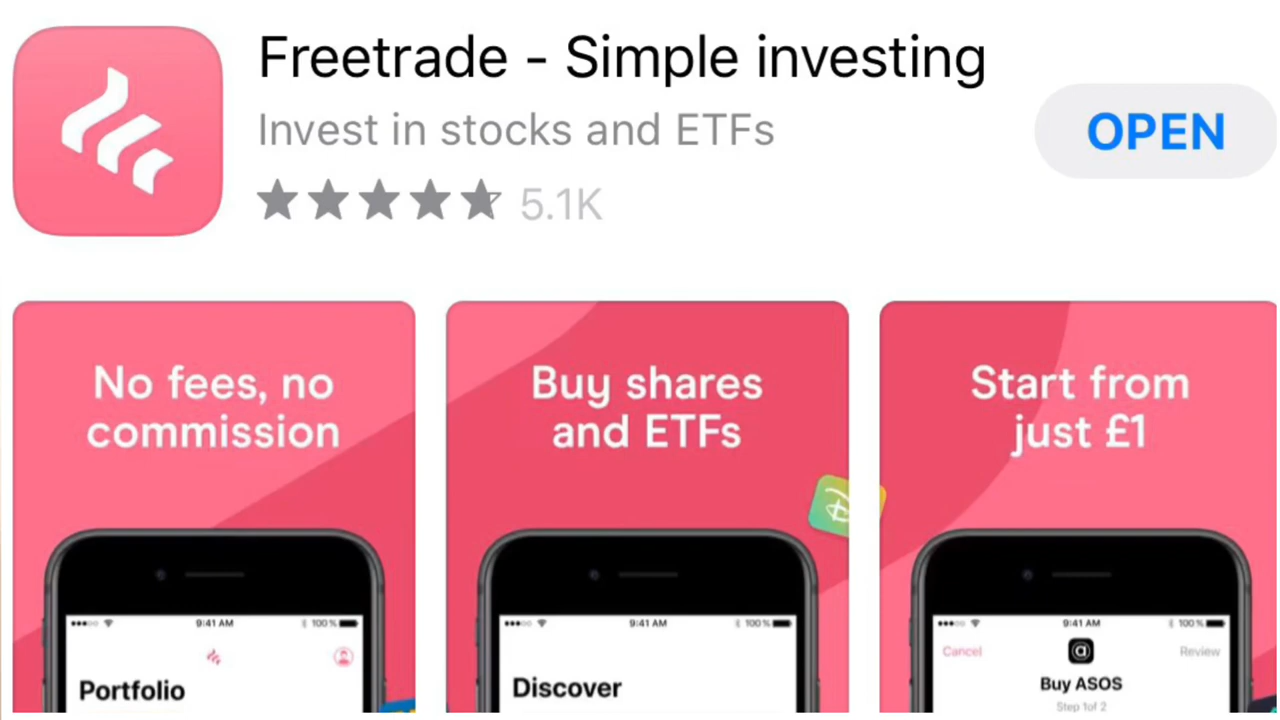 Freetrade - Simple investing
Invest in stocks and ETFs
OPEN
5.1K
No fees, no
commission
9:41 AM
100%
Portfolio
Buy shares
and ETFs
9:41 AM
100%
Discover
Start from
just £1
9:41 AM
100%
Cancel
Review
Buy ASOS
Step 1of 2